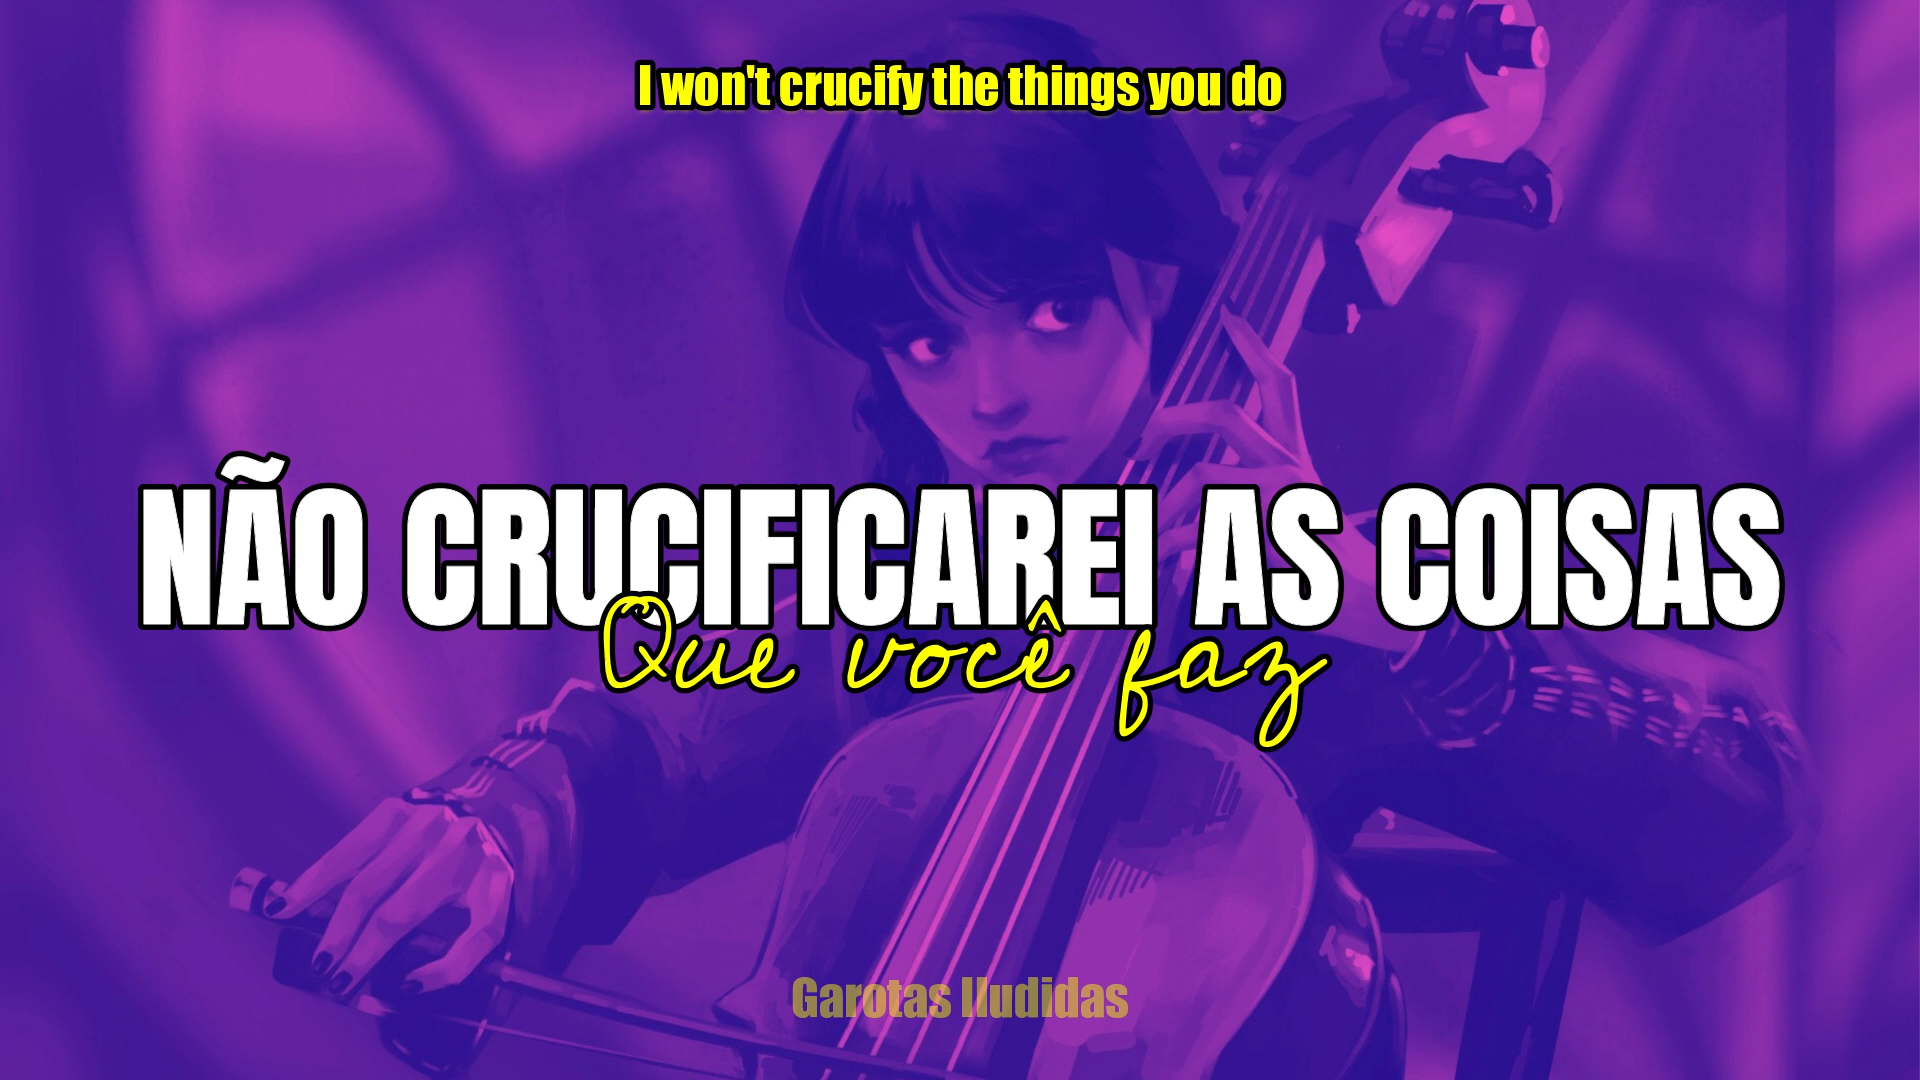 I won't crucify the things you do
NÃO CRUCIFICAREI AS COISAS
Que você faz
Garotas Iludidas